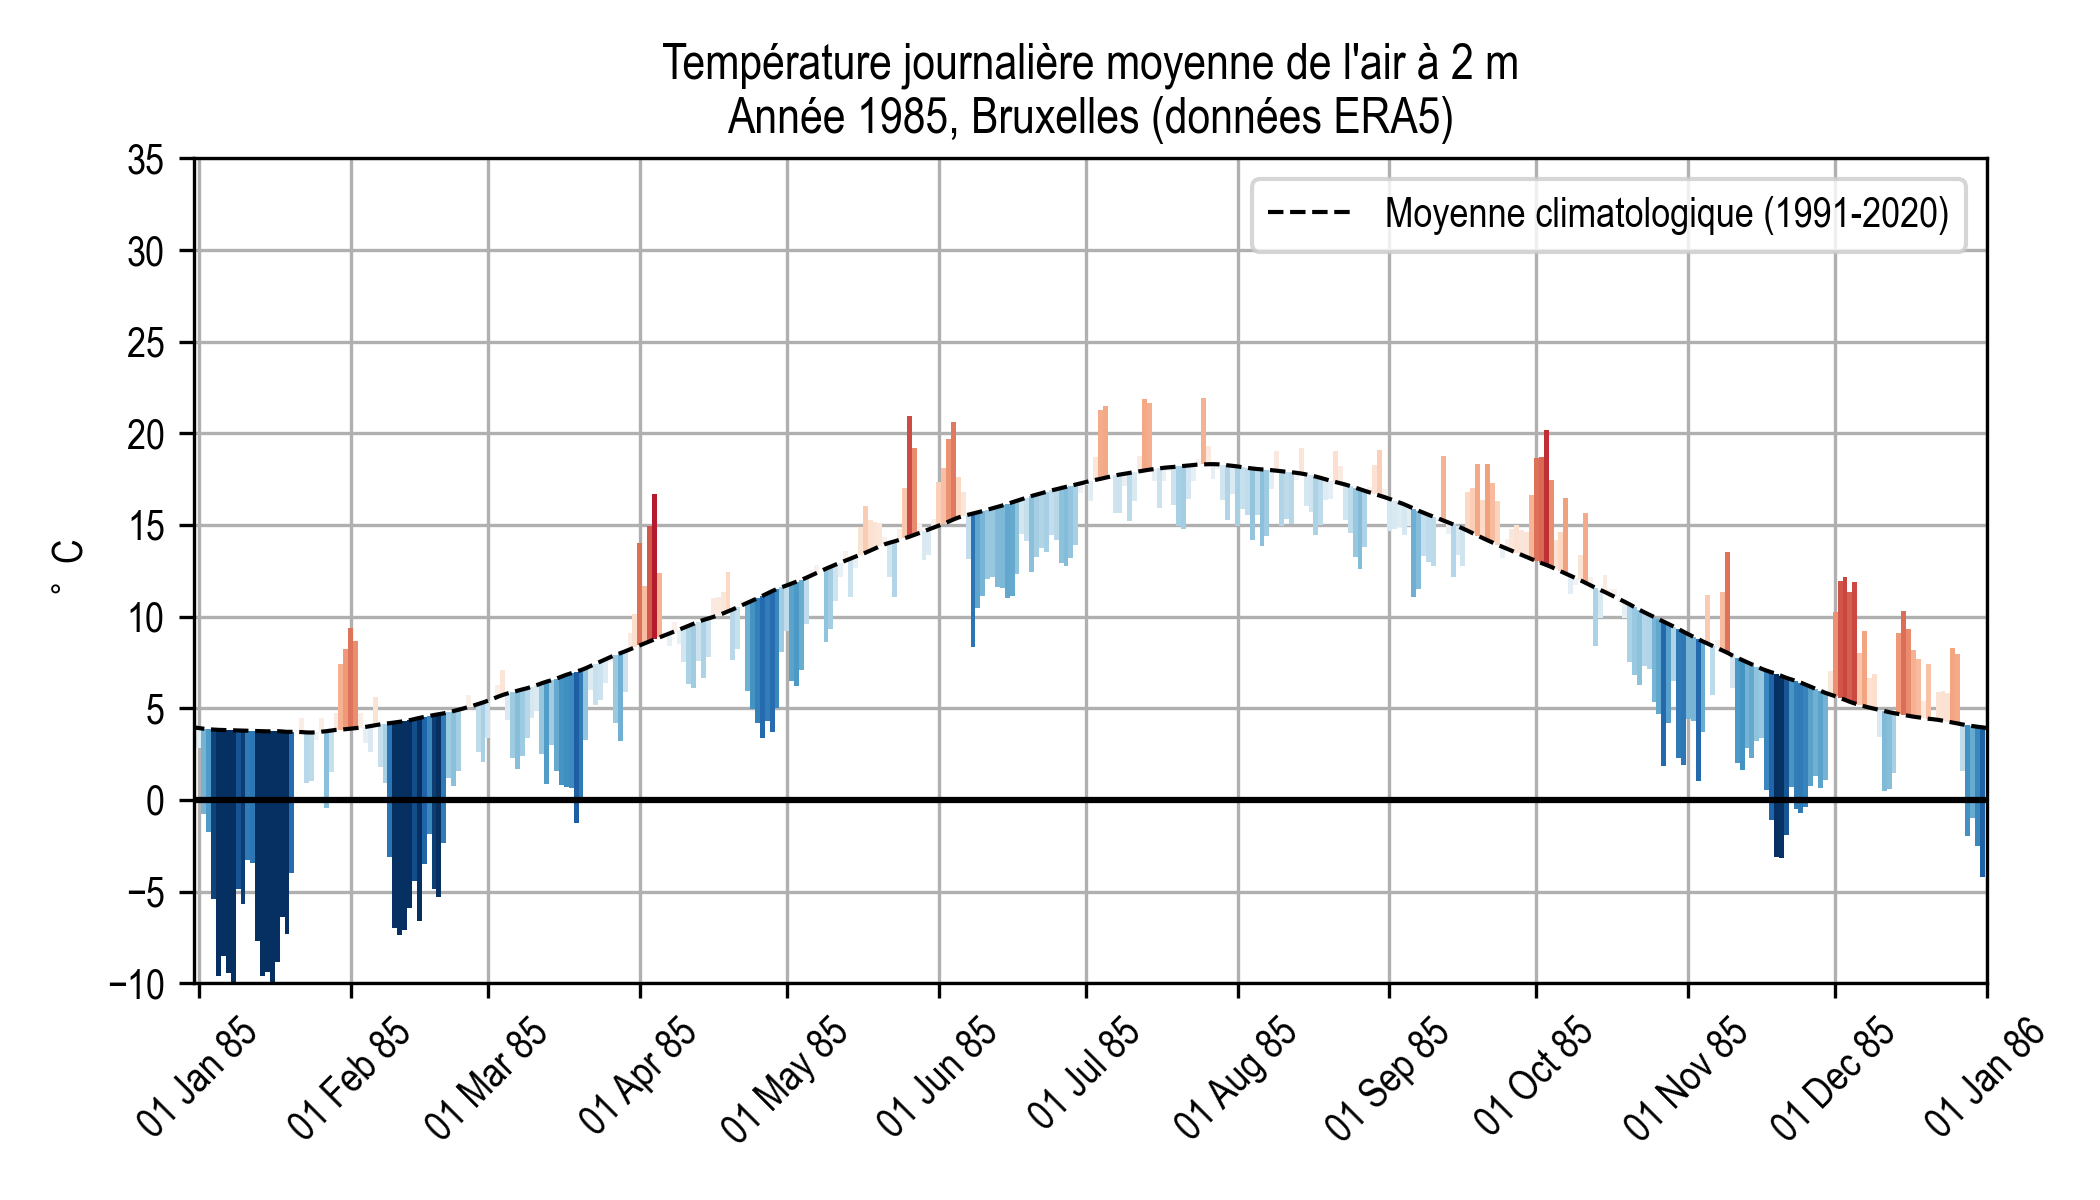 Température journalière moyenne de l'air à 2 m
Année 1985, Bruxelles (données ERA5)
Moyenne climatologique (1991-2020)
° C
35
30
25
20
15
10
5
0
−5
−10
01 Jan 85
01 Feb 85
01 Mar 85
01 Apr 85
01 May 85
01 Jun 85
01 Jul 85
01 Aug 85
01 Sep 85
01 Oct 85
01 Nov 85
01 Dec 85
01 Jan 86